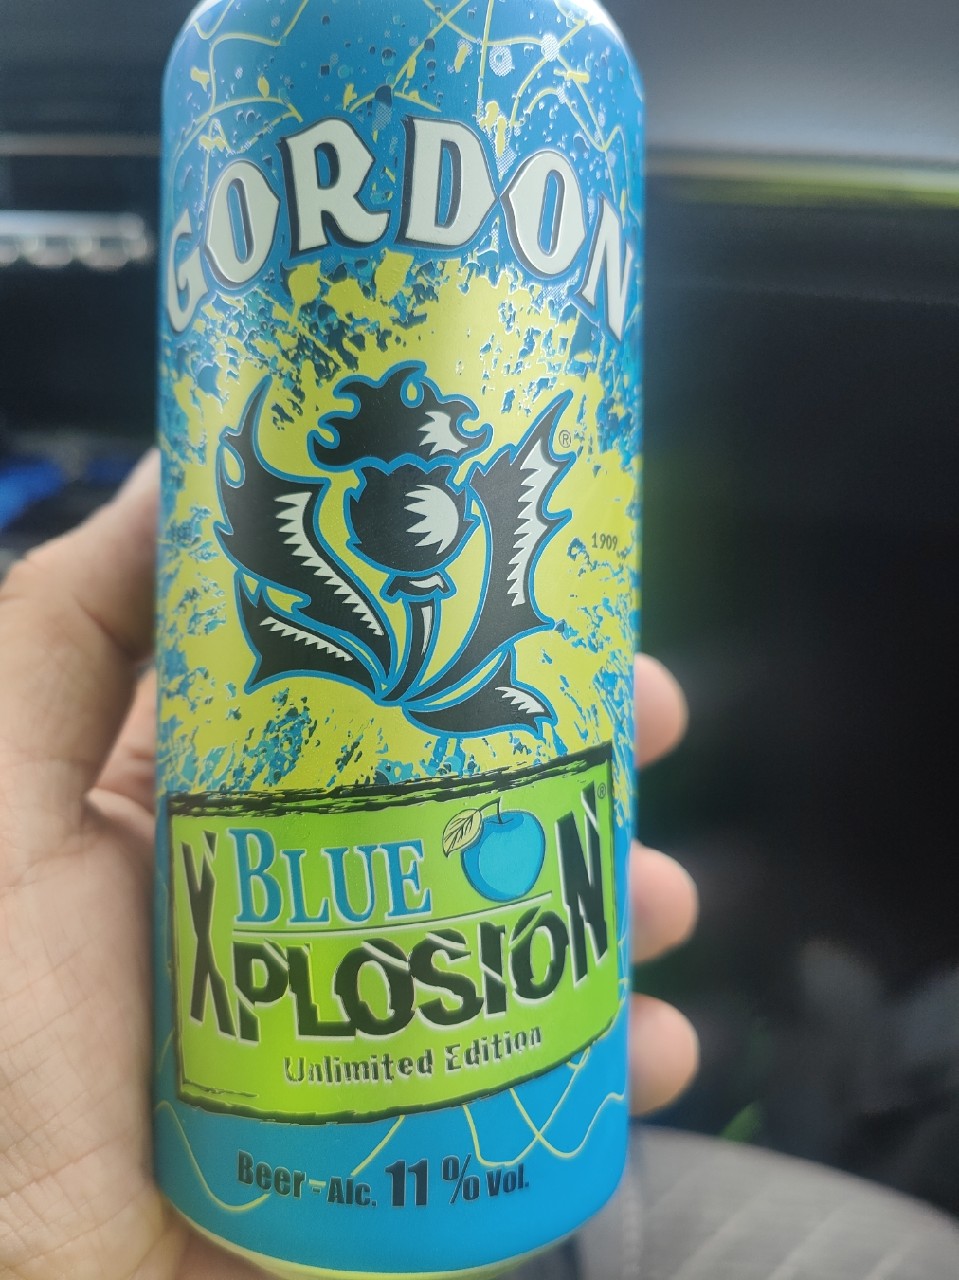 GORDON
®
1909
BLUE
XPLOSION®
Unlimited Edition
Beer - Alc. 11 % Vol.